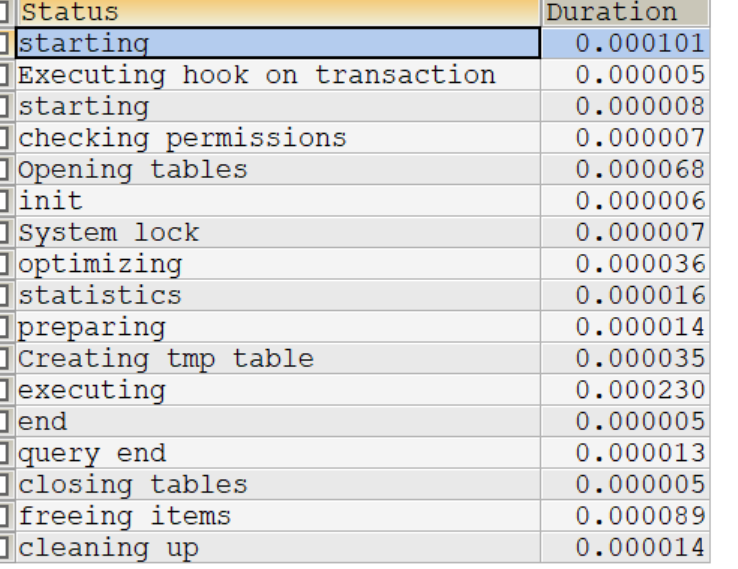 Status Duration
starting 0.000101
Executing hook on transaction 0.000005
starting 0.000008
checking permissions 0.000007
Opening tables 0.000068
init 0.000006
System lock 0.000007
optimizing 0.000036
statistics 0.000016
preparing 0.000014
Creating tmp table 0.000035
executing 0.000230
end 0.000005
query end 0.000013
closing tables 0.000005
freeing items 0.000089
cleaning up 0.000014